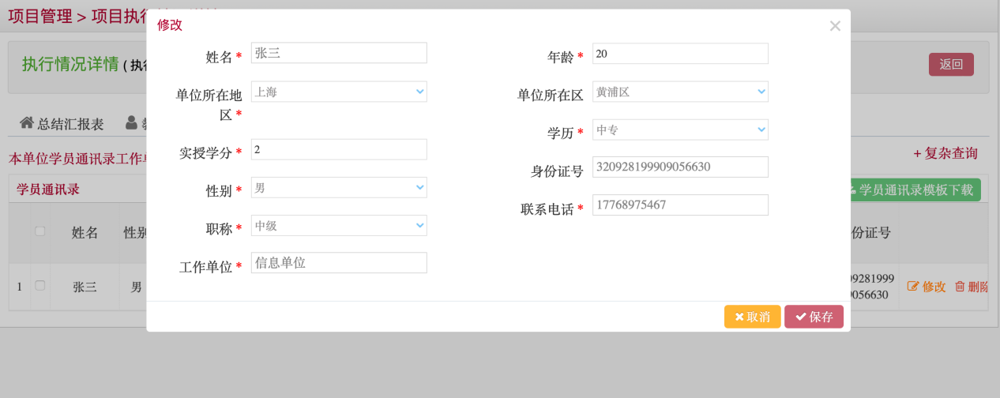 项目管理 > 项目执行
执行情况详情 ( 执行
返回
总结汇报表
本单位学员通讯录工作单
+ 复杂查询
学员通讯录
学员通讯录模板下载
姓名
性别
份证号
1
张三
男
09281999
9056630
修改
删除
修改
×
姓名 *
张三
年龄 *
20
单位所在地
区 *
上海
单位所在区
黄浦区
学历 *
中专
实授学分 *
2
身份证号
320928199909056630
性别 *
男
联系电话 *
17768975467
职称 *
中级
工作单位 *
信息单位
取消
保存